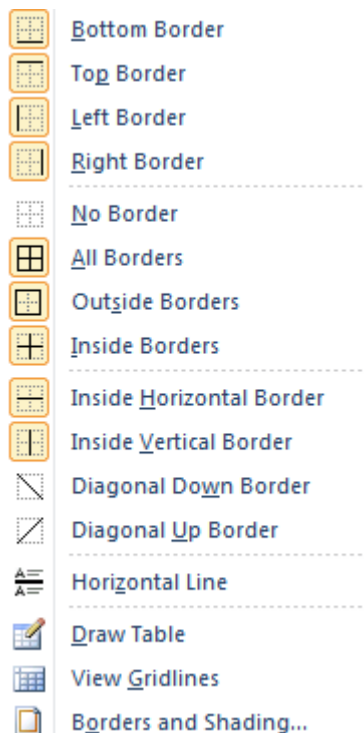 Bottom Border
Top Border
Left Border
Right Border
No Border
All Borders
Outside Borders
Inside Borders
Inside Horizontal Border
Inside Vertical Border
Diagonal Down Border
Diagonal Up Border
Horizontal Line
Draw Table
View Gridlines
Borders and Shading...